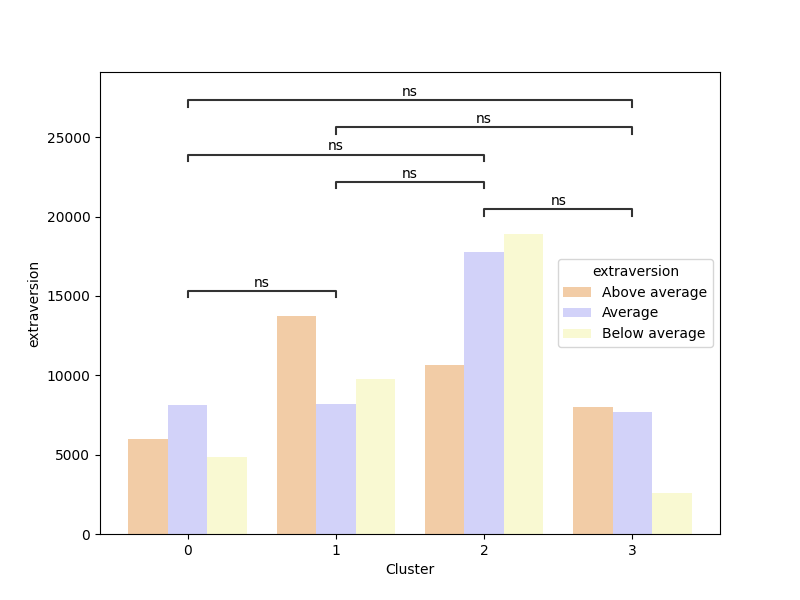 ns
ns
ns
ns
ns
ns
25000
20000
15000
10000
5000
0
extraversion
extraversion
Above average
Average
Below average
0 1 2 3
Cluster